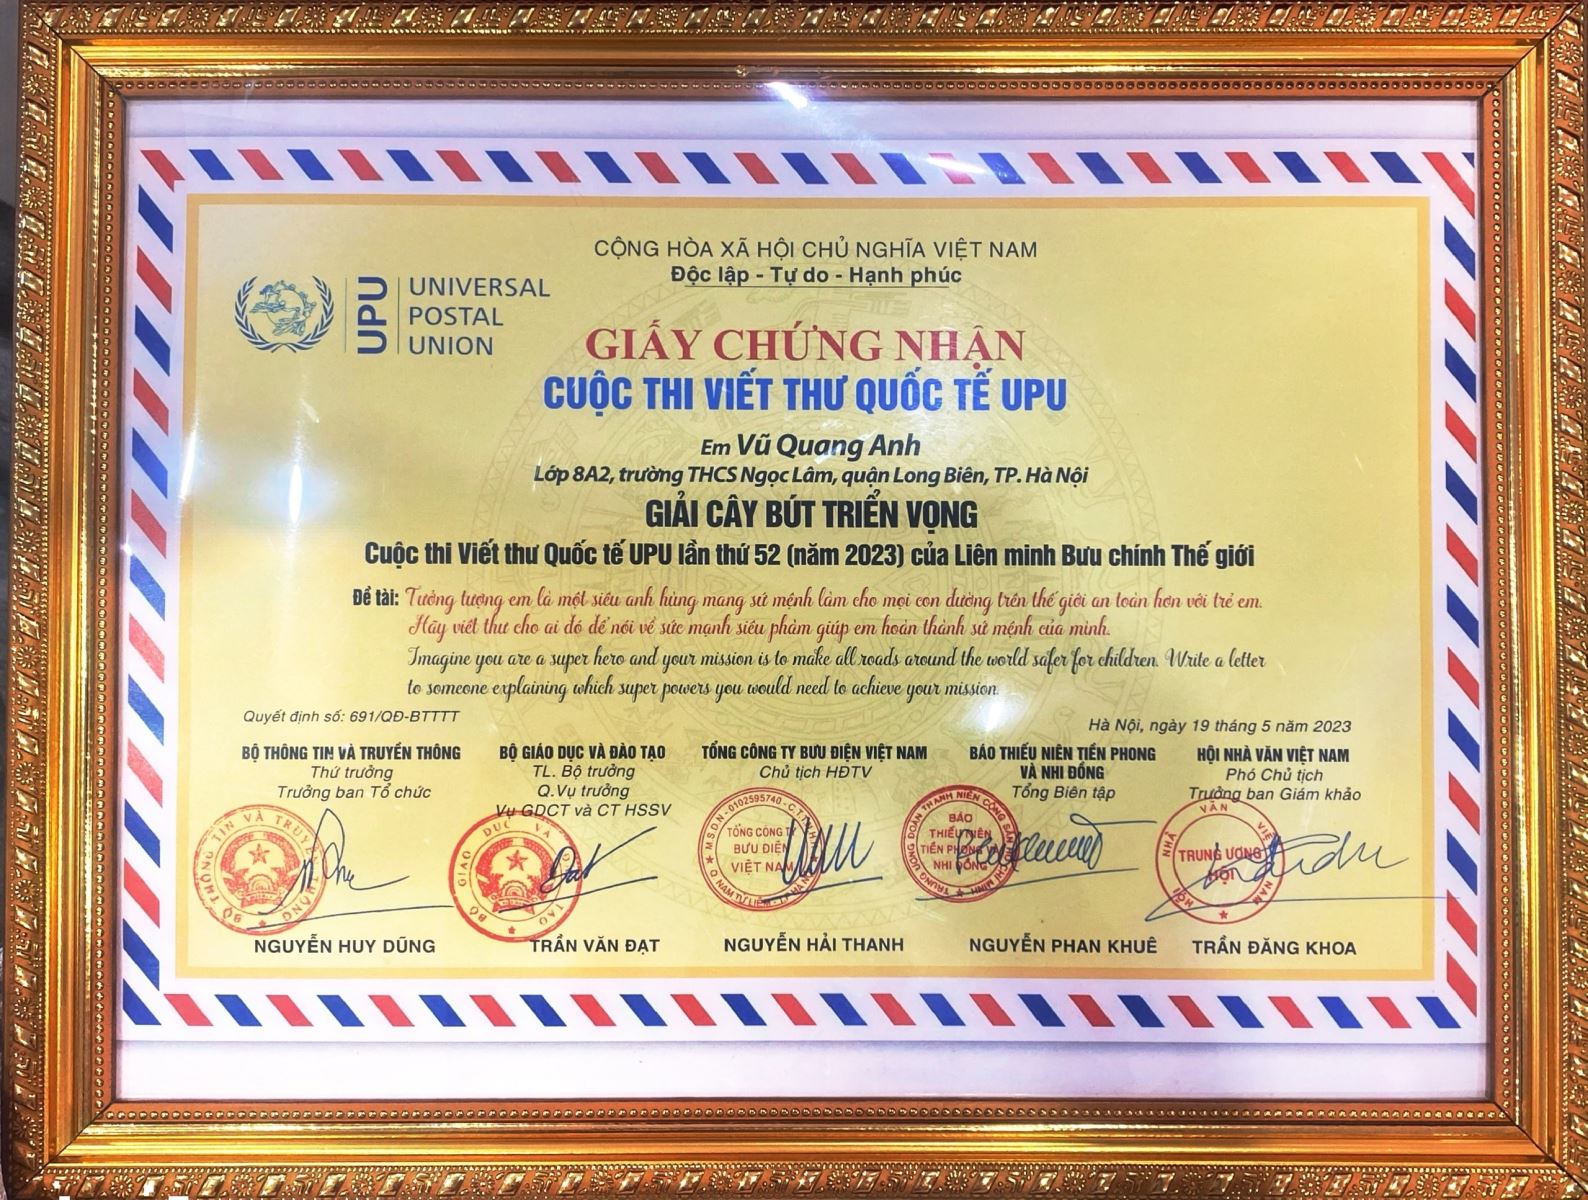 CỘNG HÒA XÃ HỘI CHỦ NGHĨA VIỆT NAM
Độc lập - Tự do - Hạnh phúc
UPU
UNIVERSAL
POSTAL
UNION
GIẤY CHỨNG NHẬN
CUỘC THI VIẾT THƯ QUỐC TẾ UPU
Em Vũ Quang Anh
Lớp 8A2, trường THCS Ngọc Lâm, quận Long Biên, TP. Hà Nội
GIẢI CÂY BÚT TRIỂN VỌNG
Cuộc thi Viết thư Quốc tế UPU lần thứ 52 (năm 2023) của Liên minh Bưu chính Thế giới
Đề tài: Tưởng tượng em là một siêu anh hùng mang sứ mệnh làm cho mọi con đường trên thế giới an toàn hơn với trẻ em.
Hãy viết thư cho ai đó để nói về sức mạnh siêu phàm giúp em hoàn thành sứ mệnh của mình.
Imagine you are a super hero and your mission is to make all roads around the world safer for children. Write a letter
to someone explaining which super powers you would need to achieve your mission.
Quyết định số: 691/QĐ-BTTTT
Hà Nội, ngày 19 tháng 5 năm 2023
BỘ THÔNG TIN VÀ TRUYỀN THÔNG
Thứ trưởng
Trưởng ban Tổ chức
NGUYỄN HUY DŨNG
BỘ GIÁO DỤC VÀ ĐÀO TẠO
TL. Bộ trưởng
Q.Vụ trưởng
Vụ GDCT và CT HSSV
TRẦN VĂN ĐẠT
TỔNG CÔNG TY BƯU ĐIỆN VIỆT NAM
Chủ tịch HĐTV
TỔNG CÔNG TY
BƯU ĐIỆN
VIỆT NAM
NGUYỄN HẢI THANH
BÁO THIẾU NIÊN TIỀN PHONG
VÀ NHI ĐỒNG
Tổng Biên tập
BÁO
THIẾU NIÊN
TIỀN PHONG VÀ
NHI ĐỒNG
NGUYỄN PHAN KHUÊ
HỘI NHÀ VĂN VIỆT NAM
Phó Chủ tịch
Trưởng ban Giám khảo
TRUNG ƯƠNG
HỘI
TRẦN ĐĂNG KHOA